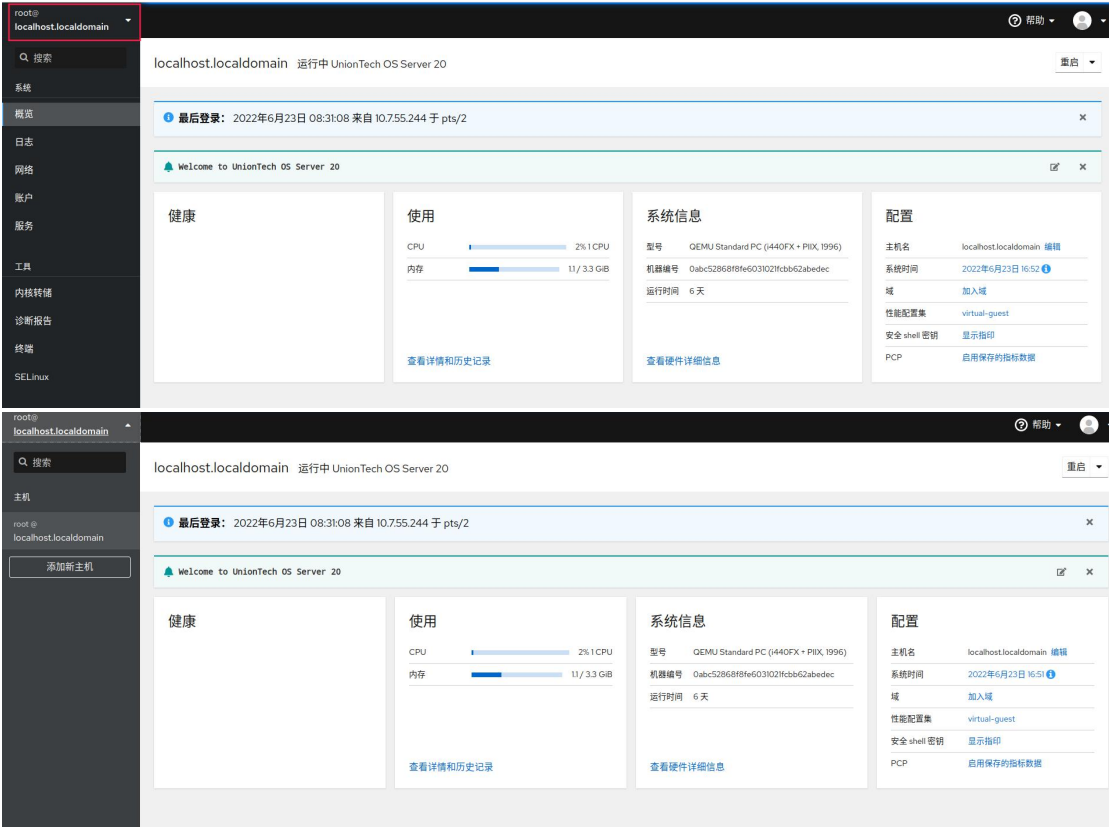 root@
localhost.localdomain
帮助
搜索
localhost.localdomain 运行中 UnionTech OS Server 20
重启
系统
概览
最后登录： 2022年6月23日 08:31:08 来自 10.7.55.244 于 pts/2
日志
网络
Welcome to UnionTech OS Server 20
账户
服务
工具
内核转储
诊断报告
终端
SELinux
健康
使用
CPU 2% 1 CPU
内存 1.1 / 3.3 GiB
查看详情和历史记录
系统信息
型号 QEMU Standard PC (i440FX + PIIX, 1996)
机器编号 0abc52868f8fe6031021fcbb62abedec
运行时间 6 天
查看硬件详细信息
配置
主机名 localhost.localdomain 编辑
系统时间 2022年6月23日 16:52
域 加入域
性能配置集 virtual-guest
安全 shell 密钥 显示指印
PCP 启用保存的指标数据
root@
localhost.localdomain
帮助
搜索
localhost.localdomain 运行中 UnionTech OS Server 20
重启
主机
root @
localhost.localdomain
添加新主机
最后登录： 2022年6月23日 08:31:08 来自 10.7.55.244 于 pts/2
Welcome to UnionTech OS Server 20
健康
使用
CPU 2% 1 CPU
内存 1.1 / 3.3 GiB
查看详情和历史记录
系统信息
型号 QEMU Standard PC (i440FX + PIIX, 1996)
机器编号 0abc52868f8fe6031021fcbb62abedec
运行时间 6 天
查看硬件详细信息
配置
主机名 localhost.localdomain 编辑
系统时间 2022年6月23日 16:51
域 加入域
性能配置集 virtual-guest
安全 shell 密钥 显示指印
PCP 启用保存的指标数据